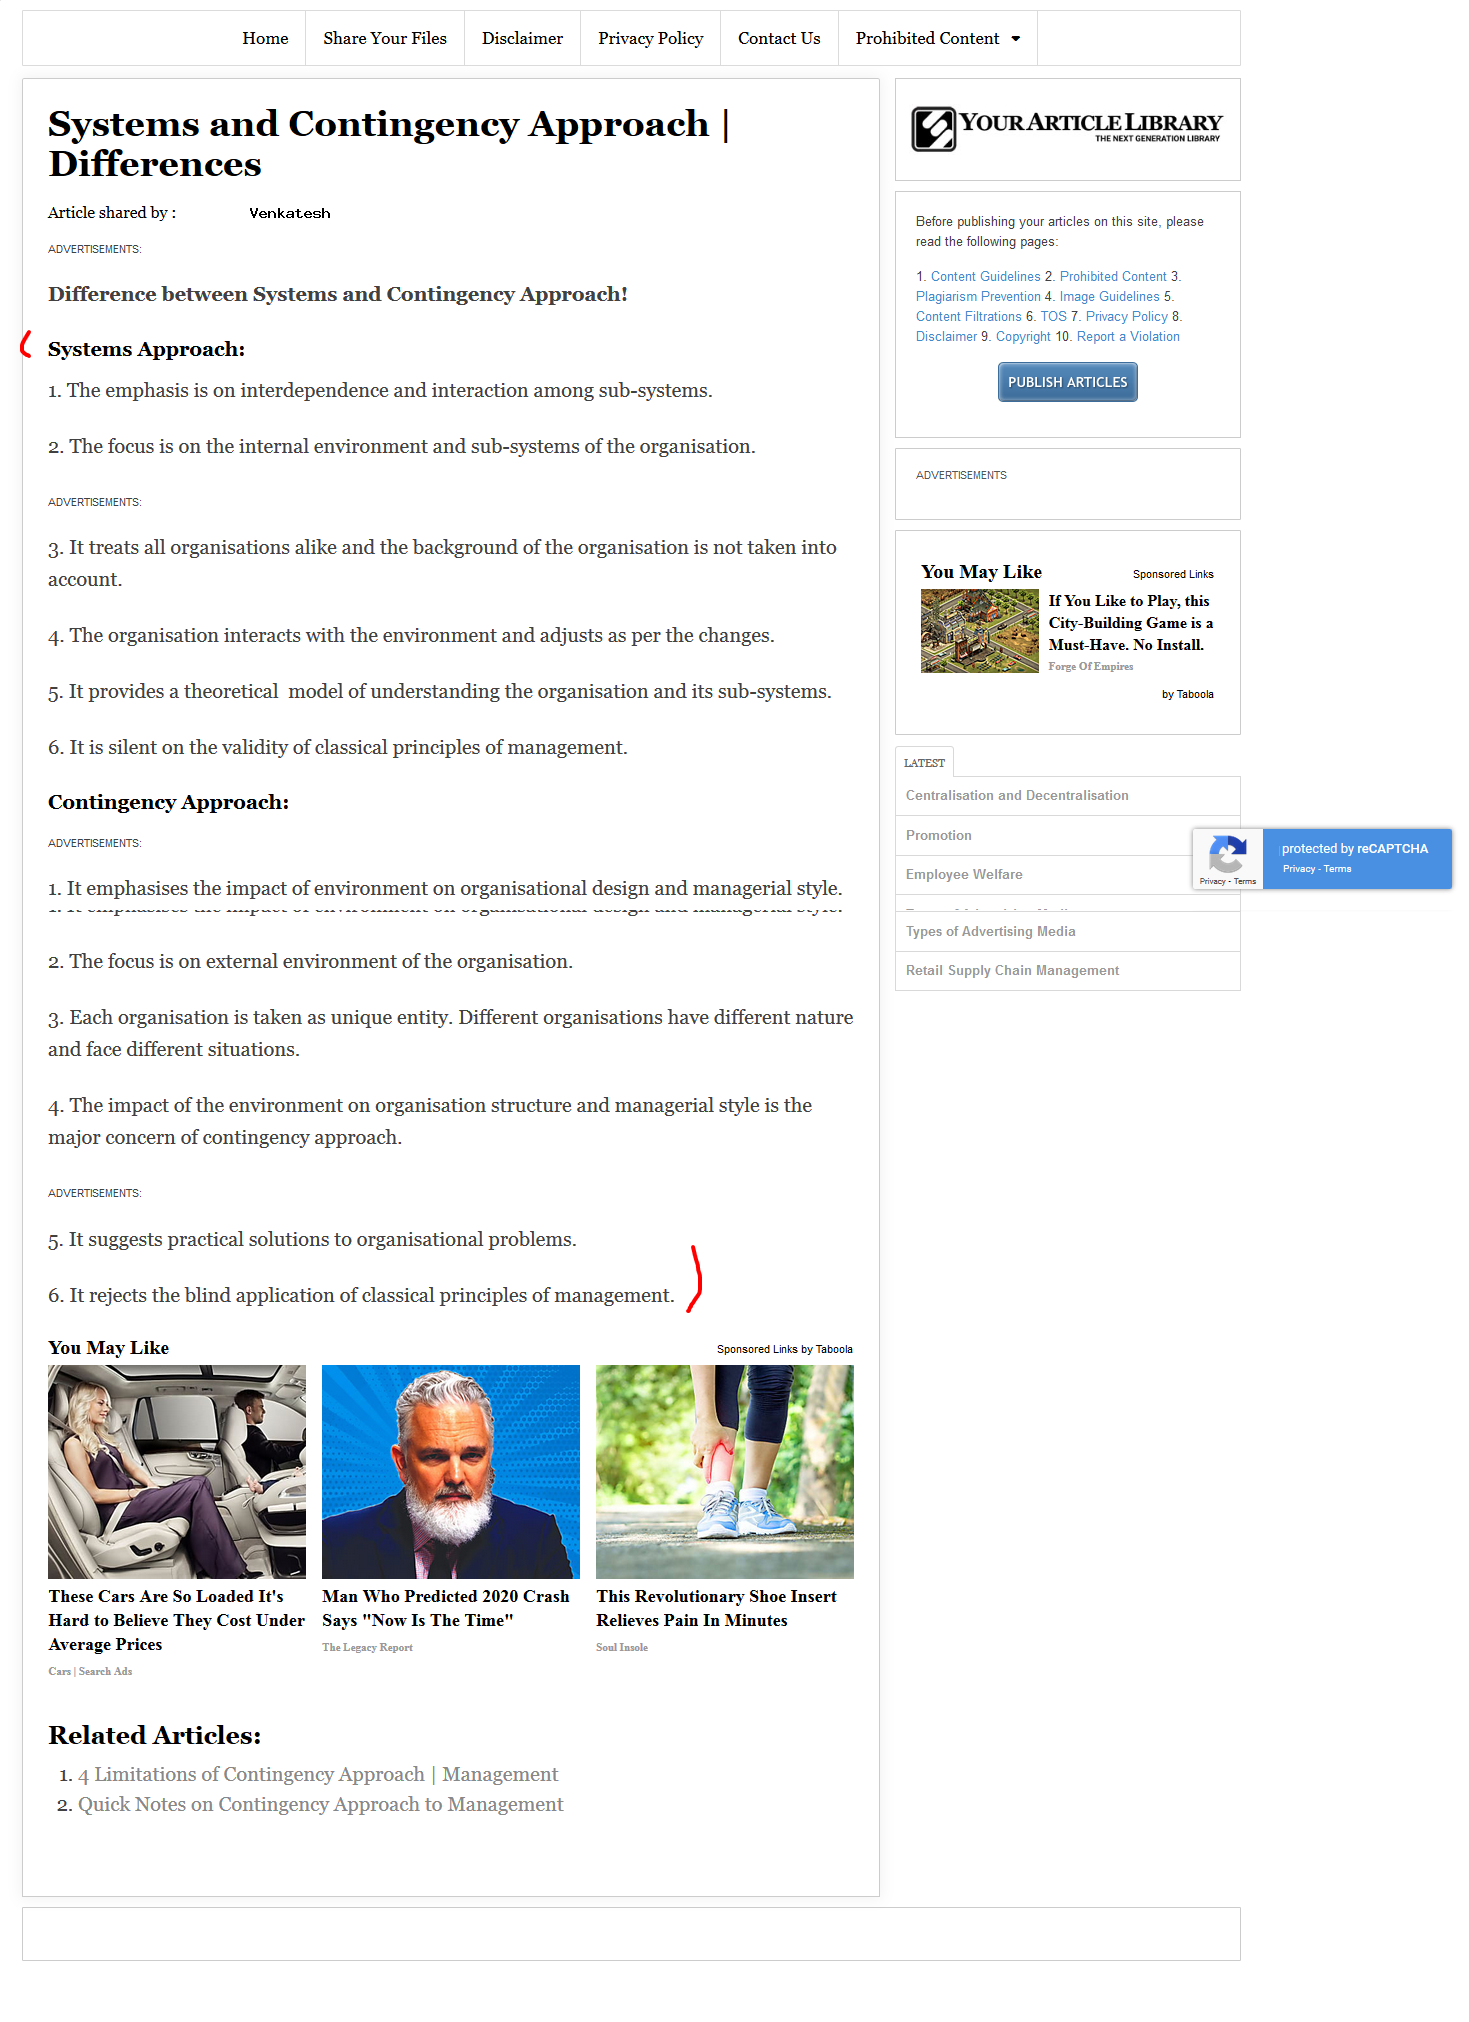 Home
Share Your Files
Disclaimer
Privacy Policy
Contact Us
Prohibited Content
Systems and Contingency Approach |
Differences
Article shared by : Venkatesh
ADVERTISEMENTS:
Difference between Systems and Contingency Approach!
Systems Approach:
1. The emphasis is on interdependence and interaction among sub-systems.
2. The focus is on the internal environment and sub-systems of the organisation.
ADVERTISEMENTS:
3. It treats all organisations alike and the background of the organisation is not taken into
account.
4. The organisation interacts with the environment and adjusts as per the changes.
5. It provides a theoretical  model of understanding the organisation and its sub-systems.
6. It is silent on the validity of classical principles of management.
Contingency Approach:
ADVERTISEMENTS:
1. It emphasises the impact of environment on organisational design and managerial style.
2. The focus is on external environment of the organisation.
3. Each organisation is taken as unique entity. Different organisations have different nature
and face different situations.
4. The impact of the environment on organisation structure and managerial style is the
major concern of contingency approach.
ADVERTISEMENTS:
5. It suggests practical solutions to organisational problems.
6. It rejects the blind application of classical principles of management.
You May Like
Sponsored Links by Taboola
These Cars Are So Loaded It's
Hard to Believe They Cost Under
Average Prices
Cars | Search Ads
Man Who Predicted 2020 Crash
Says "Now Is The Time"
The Legacy Report
This Revolutionary Shoe Insert
Relieves Pain In Minutes
Soul Insole
Related Articles:
1. 4 Limitations of Contingency Approach | Management
2. Quick Notes on Contingency Approach to Management
YOUR ARTICLE LIBRARY
THE NEXT GENERATION LIBRARY
Before publishing your articles on this site, please
read the following pages:
1. Content Guidelines 2. Prohibited Content 3.
Plagiarism Prevention 4. Image Guidelines 5.
Content Filtrations 6. TOS 7. Privacy Policy 8.
Disclaimer 9. Copyright 10. Report a Violation
PUBLISH ARTICLES
ADVERTISEMENTS
You May Like
Sponsored Links
If You Like to Play, this
City-Building Game is a
Must-Have. No Install.
Forge Of Empires
by Taboola
LATEST
Centralisation and Decentralisation
Promotion
Employee Welfare
Types of Advertising Media
Retail Supply Chain Management
protected by reCAPTCHA
Privacy - Terms
Privacy - Terms